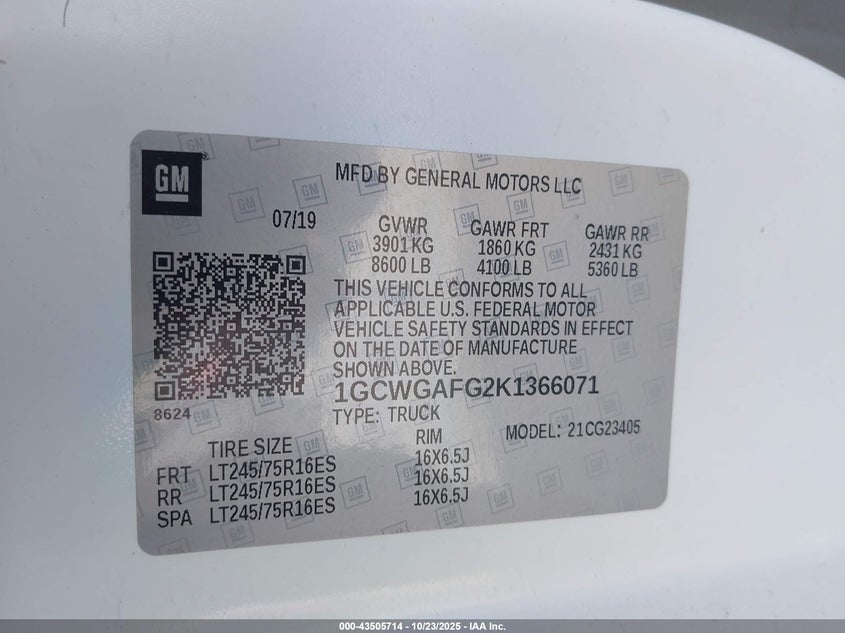 GM
MFD BY GENERAL MOTORS LLC
07/19
GVWR GAWR FRT GAWR RR
3901 KG 1860 KG 2431 KG
8600 LB 4100 LB 5360 LB
THIS VEHICLE CONFORMS TO ALL
APPLICABLE U.S. FEDERAL MOTOR
VEHICLE SAFETY STANDARDS IN EFFECT
ON THE DATE OF MANUFACTURE
SHOWN ABOVE.
1GCWGAFG2K1366071
8624
TYPE: TRUCK
MODEL: 21CG23405
TIRE SIZE RIM
FRT LT245/75R16ES 16X6.5J
RR LT245/75R16ES 16X6.5J
SPA LT245/75R16ES 16X6.5J
000-43505714 - 10/23/2025 - IAA Inc.